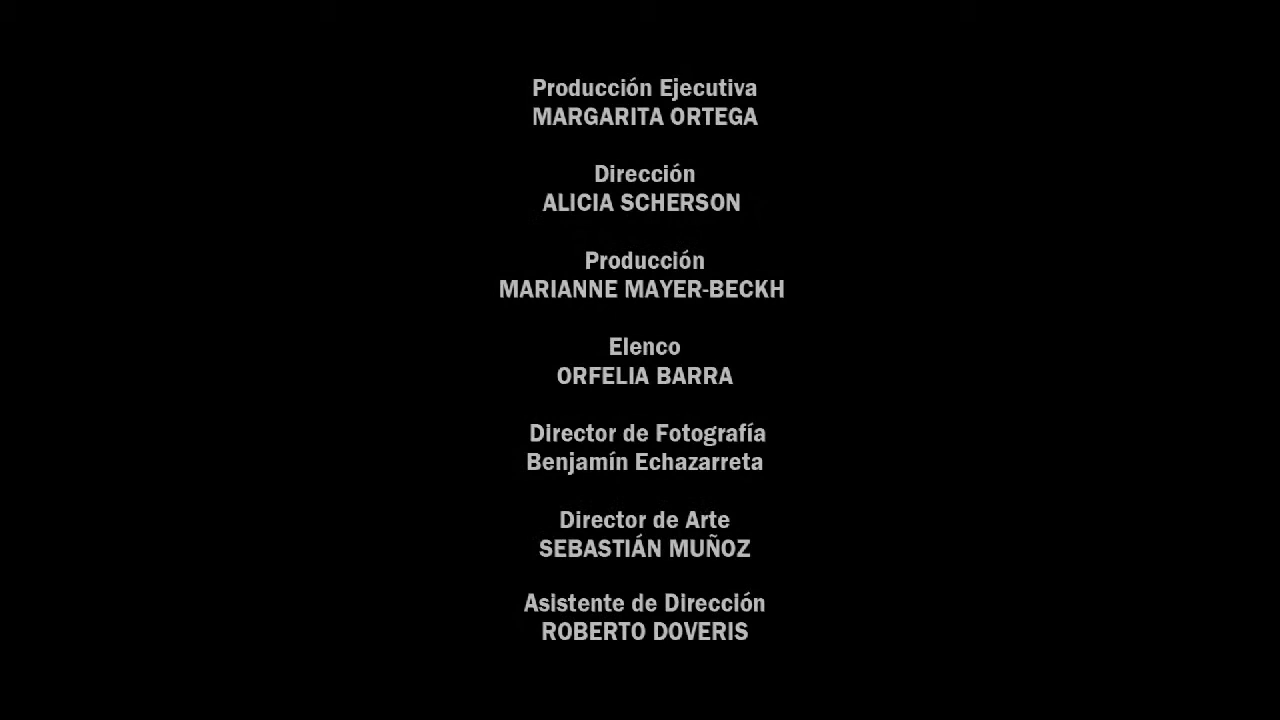 Producción Ejecutiva
MARGARITA ORTEGA
Dirección
ALICIA SCHERSON
Producción
MARIANNE MAYER-BECKH
Elenco
ORFELIA BARRA
Director de Fotografía
Benjamín Echazarreta
Director de Arte
SEBASTIÁN MUÑOZ
Asistente de Dirección
ROBERTO DOVERIS